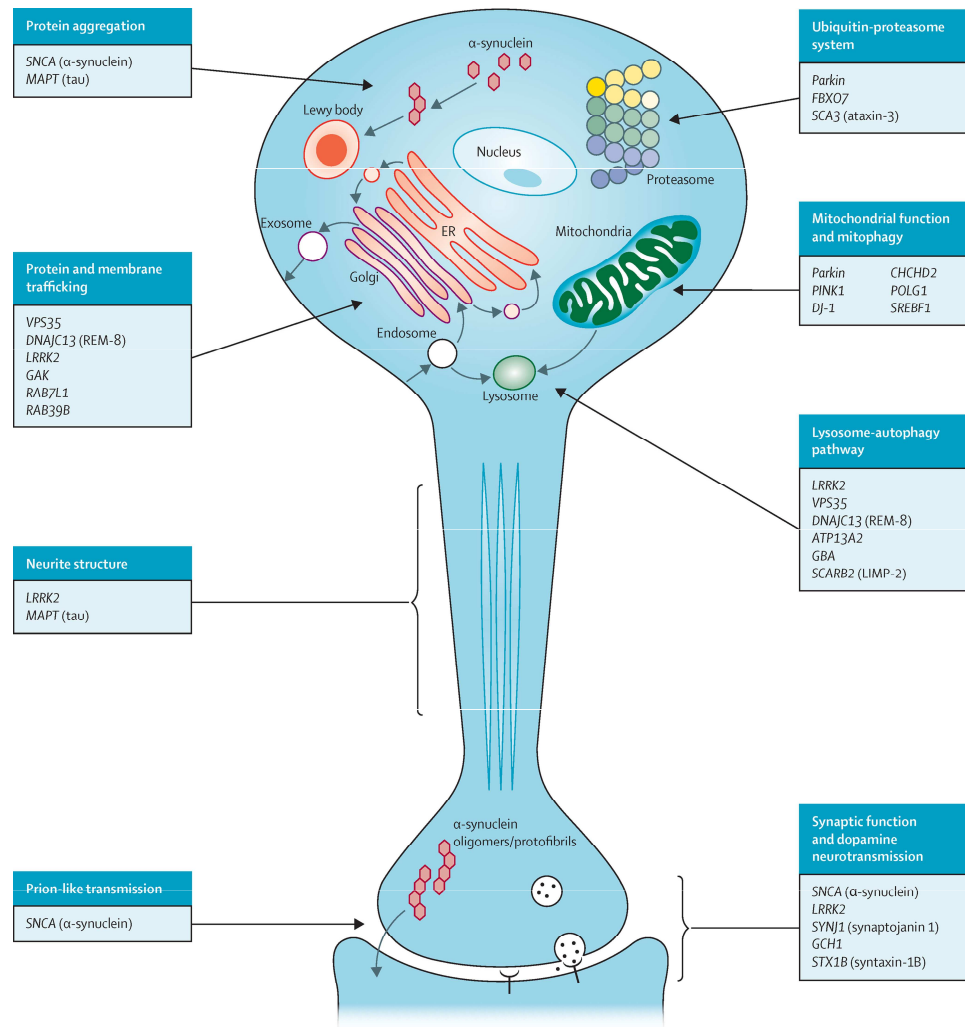 Protein aggregation
SNCA (α-synuclein)
MAPT (tau)
Protein and membrane
trafficking
VPS35
DNAJC13 (REM-8)
LRRK2
GAK
RAB7L1
RAB39B
Neurite structure
LRRK2
MAPT (tau)
Prion-like transmission
SNCA (α-synuclein)
α-synuclein
Lewy body
Nucleus
Proteasome
Exosome
ER
Mitochondria
Golgi
Endosome
Lysosome
α-synuclein
oligomers/protofibrils
Ubiquitin-proteasome
system
Parkin
FBXO7
SCA3 (ataxin-3)
Mitochondrial function
and mitophagy
Parkin CHCHD2
PINK1 POLG1
DJ-1 SREBF1
Lysosome-autophagy
pathway
LRRK2
VPS35
DNAJC13 (REM-8)
ATP13A2
GBA
SCARB2 (LIMP-2)
Synaptic function
and dopamine
neurotransmission
SNCA (α-synuclein)
LRRK2
SYNJ1 (synaptojanin 1)
GCH1
STX1B (syntaxin-1B)